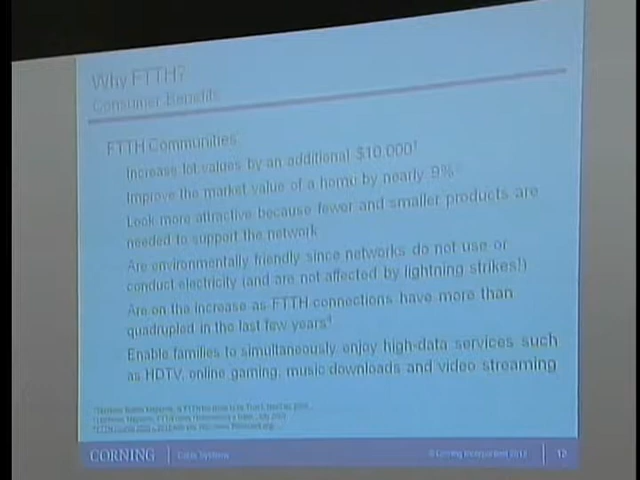 Why FTTH?
Consumer Benefits
FTTH Communities
Increase lot values by an additional $10,000¹
Improve the market value of a home by nearly 9%
Look more attractive because fewer and smaller products are
needed to support the network
Are environmentally friendly since networks do not use or
conduct electricity (and are not affected by lightning strikes!)
Are on the increase as FTTH connections have more than
quadrupled in the last few years
Enable families to simultaneously enjoy high-data services such
as HDTV, online gaming, music downloads and video streaming
CORNING
Cable Systems
© Corning Incorporated
12